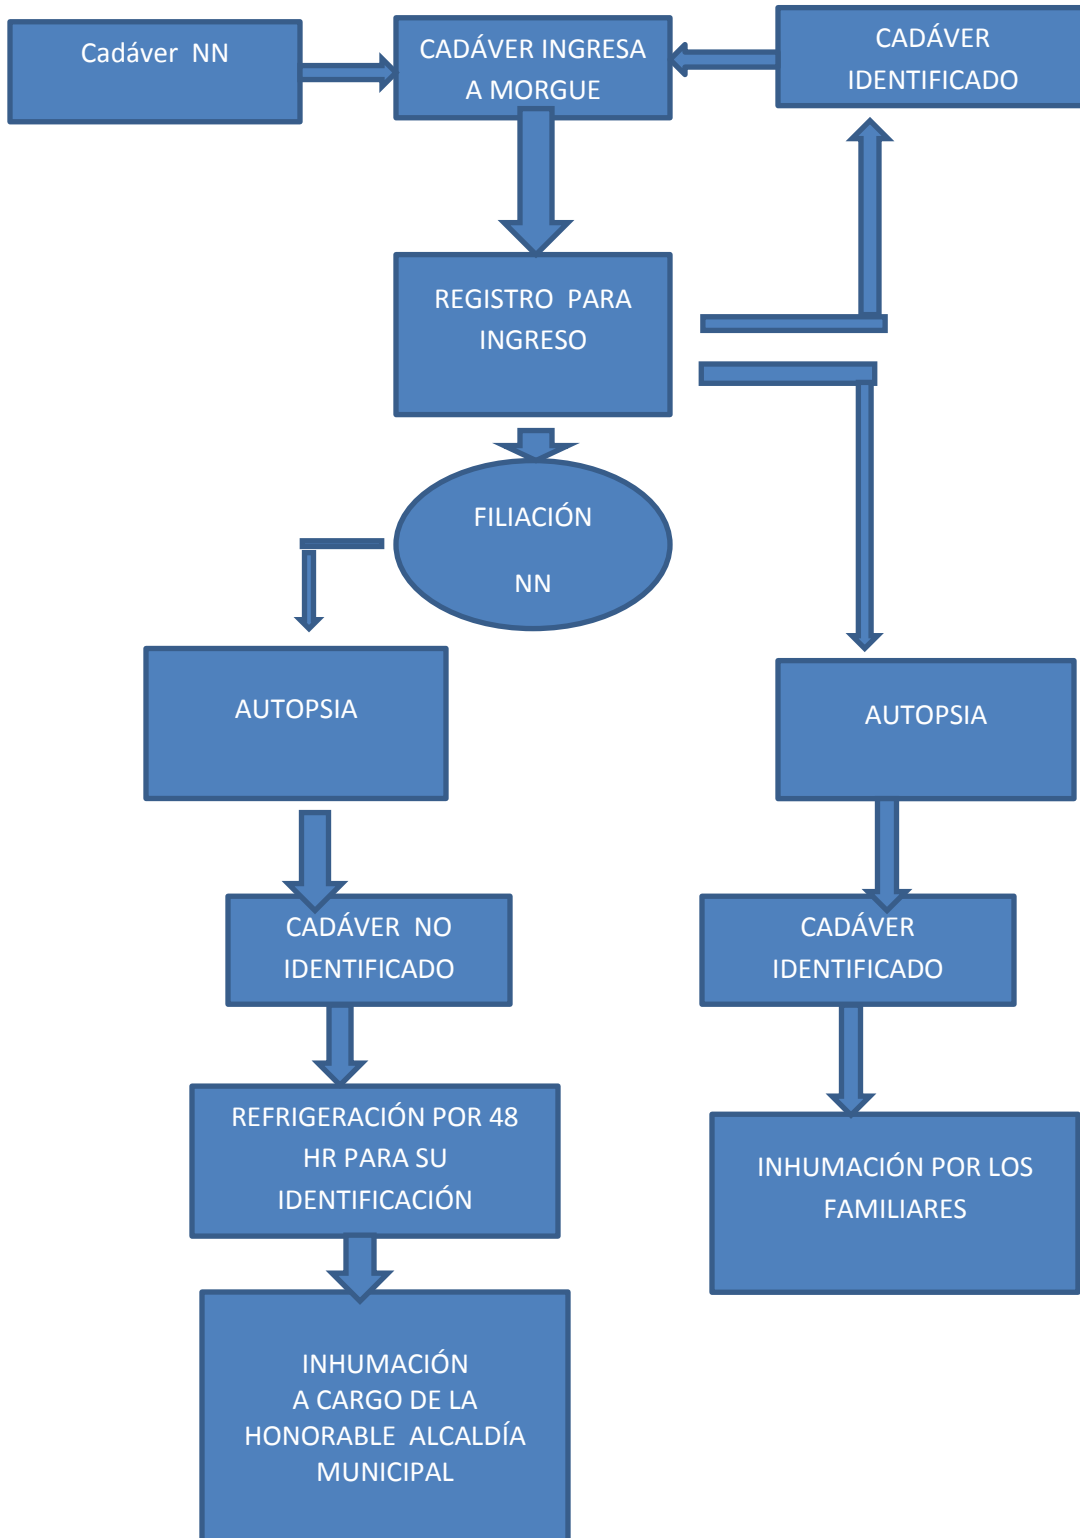 Cadáver  NN
CADÁVER INGRESA
A MORGUE
CADÁVER
IDENTIFICADO
REGISTRO  PARA
INGRESO
FILIACIÓN
NN
AUTOPSIA
AUTOPSIA
CADÁVER  NO
IDENTIFICADO
CADÁVER
IDENTIFICADO
REFRIGERACIÓN POR 48
HR PARA SU
IDENTIFICACIÓN
INHUMACIÓN POR LOS
FAMILIARES
INHUMACIÓN
A CARGO DE LA
HONORABLE  ALCALDÍA
MUNICIPAL